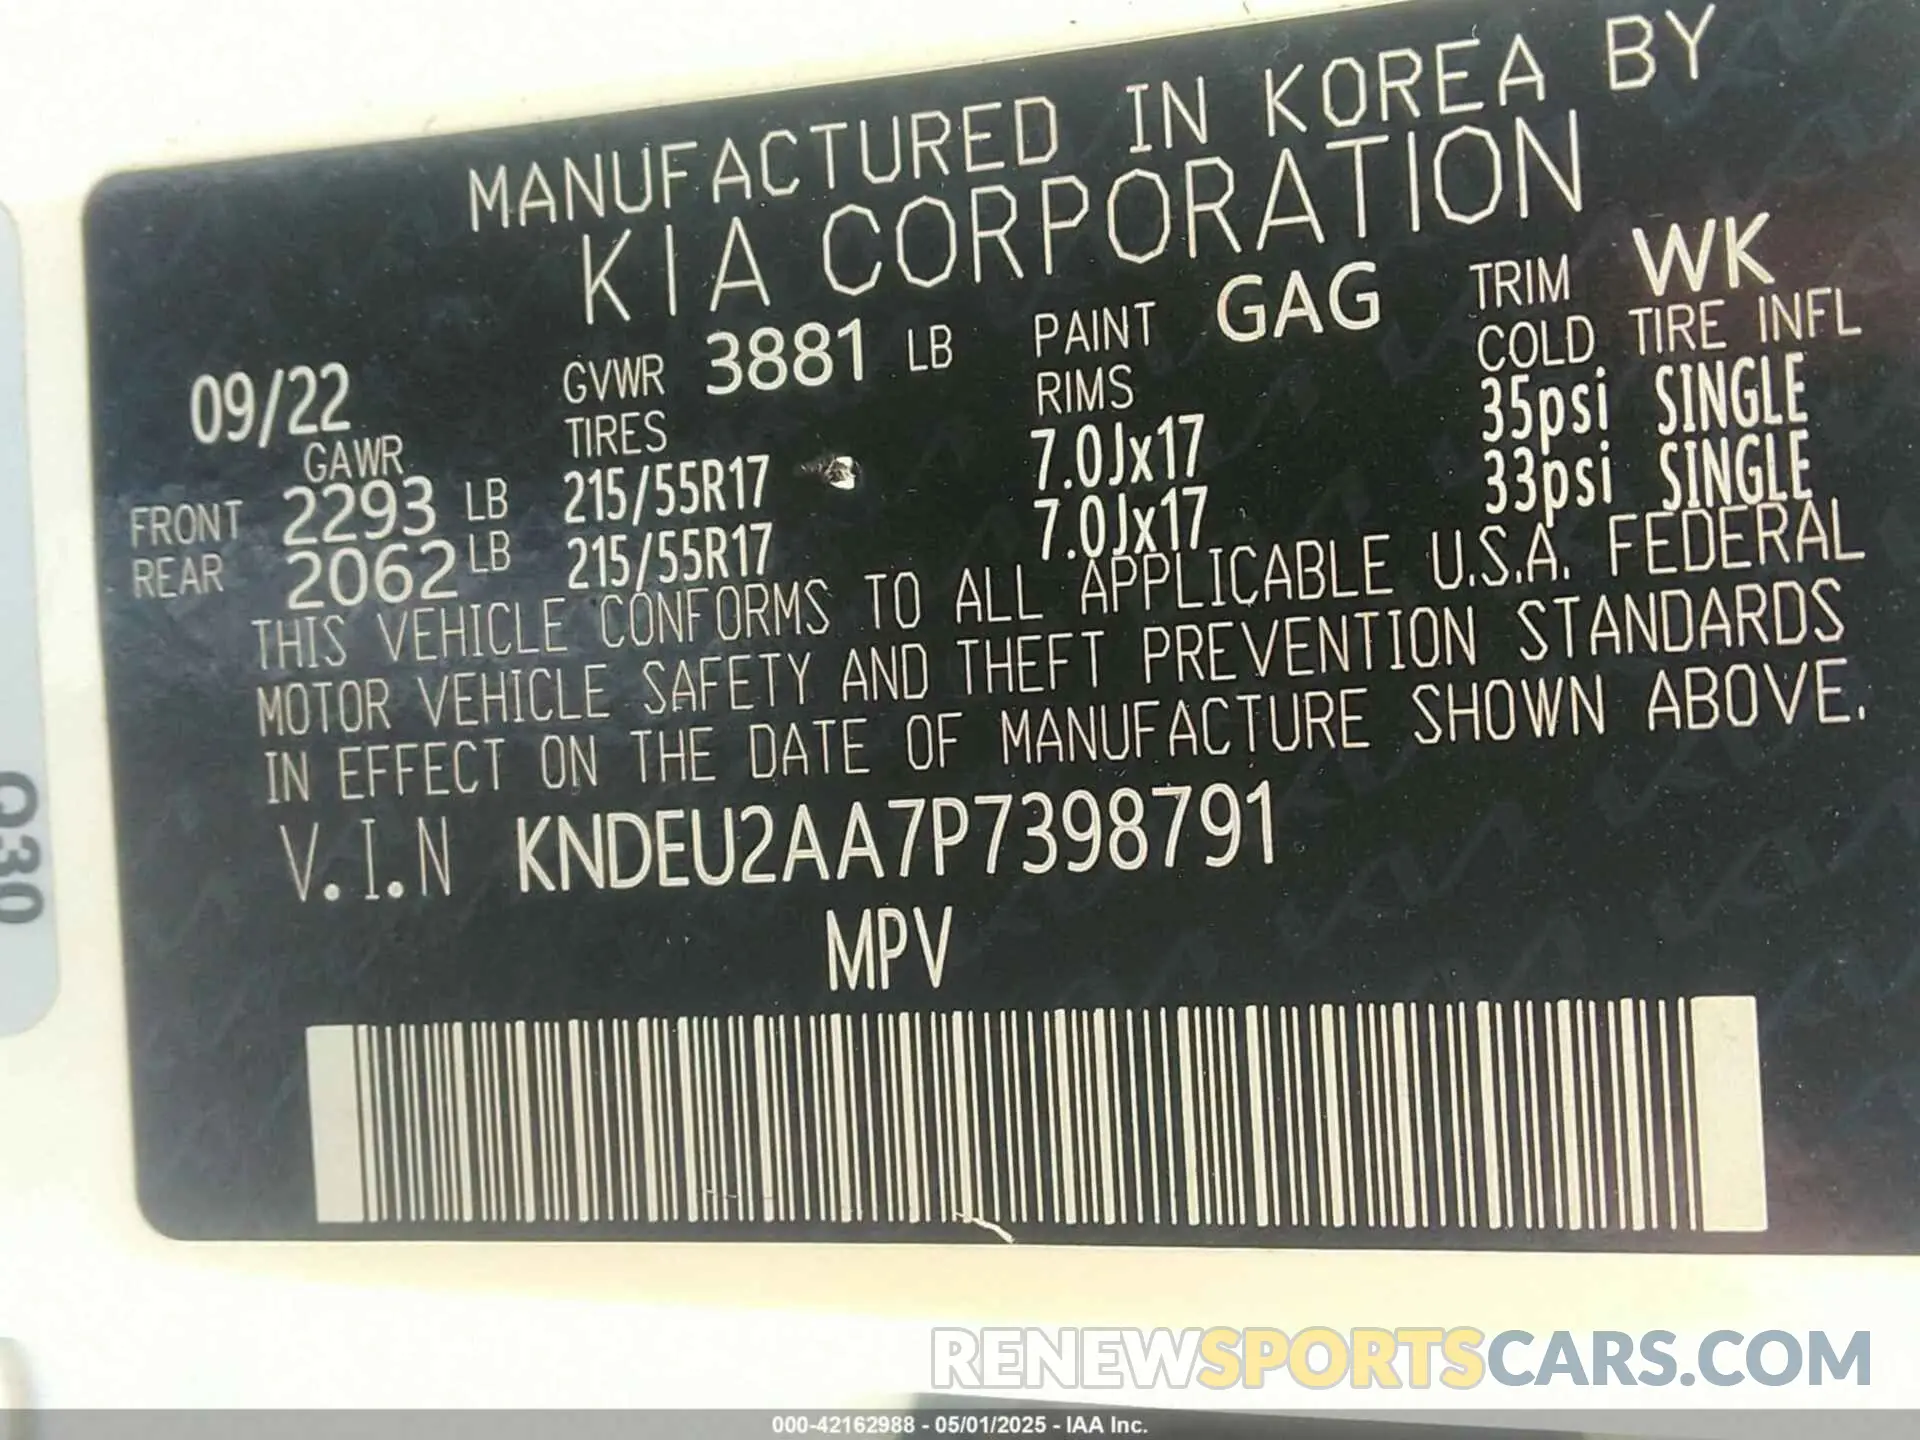 MANUFACTURED IN KOREA BY
KIA CORPORATION
09/22 GVWR 3881 LB PAINT GAG TRIM WK
GAWR TIRES RIMS COLD TIRE INFL
FRONT 2293 LB 215/55R17 7.0Jx17 35psi SINGLE
REAR 2062 LB 215/55R17 7.0Jx17 33psi SINGLE
THIS VEHICLE CONFORMS TO ALL APPLICABLE U.S.A. FEDERAL
MOTOR VEHICLE SAFETY AND THEFT PREVENTION STANDARDS
IN EFFECT ON THE DATE OF MANUFACTURE SHOWN ABOVE.
V.I.N KNDEU2AA7P7398791
MPV
RENEWSPORTSCARS.COM
000-42162988 - 05/01/2025 - IAA Inc.